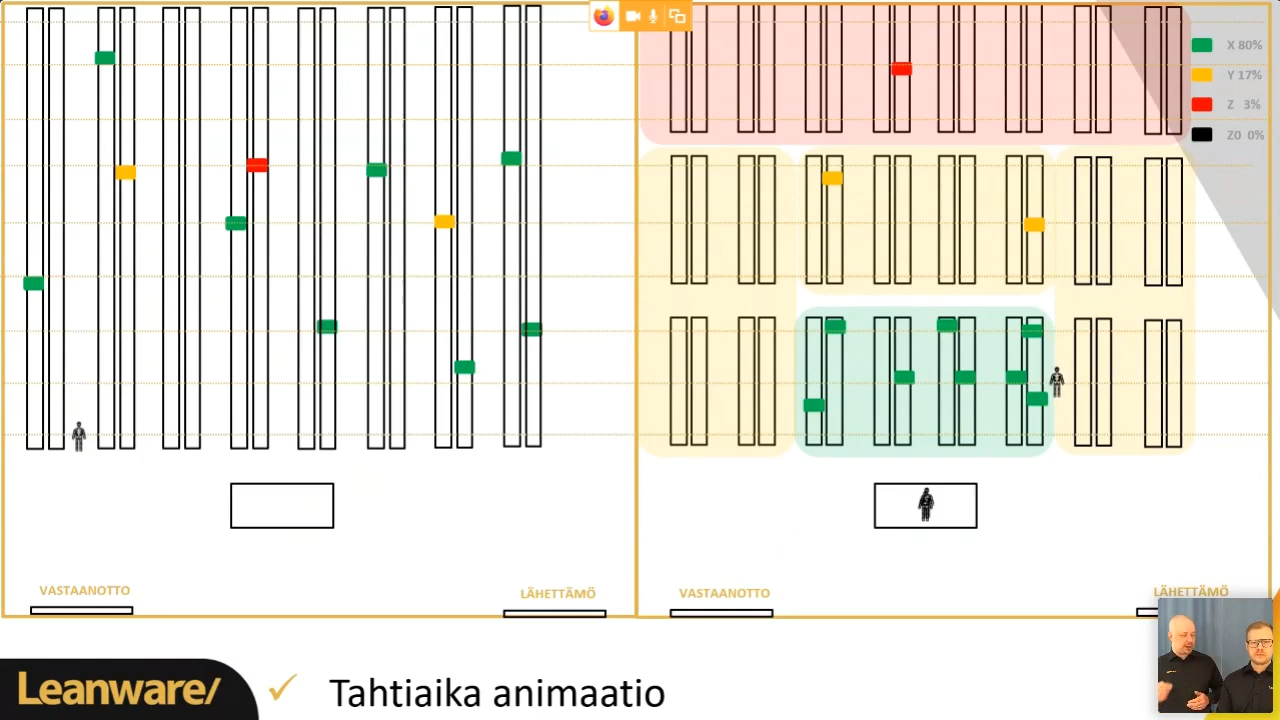 X 80%
Y 17%
Z 3%
Z0 0%
VASTAANOTTO
LÄHETTÄMÖ
VASTAANOTTO
LÄHETTÄMÖ
Leanware/
Tahtiaika animaatio